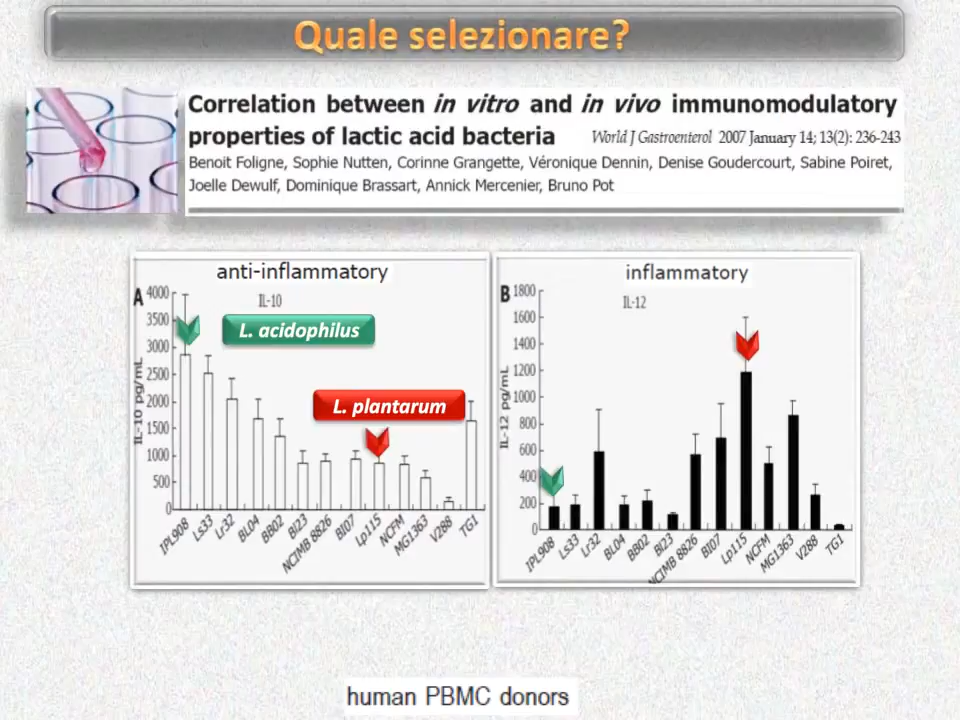 Quale selezionare?
Correlation between in vitro and in vivo immunomodulatory
properties of lactic acid bacteria World J Gastroenterol 2007 January 14; 13(2): 236-243
Benoit Foligne, Sophie Nutten, Corinne Grangette, Véronique Dennin, Denise Goudercourt, Sabine Poiret,
Joelle Dewulf, Dominique Brassart, Annick Mercenier, Bruno Pot
anti-inflammatory
A
IL-10
L. acidophilus
L. plantarum
IL-10 pg/mL
4000
3500
3000
2500
2000
1500
1000
500
0
IPL908
Ls33
Lr32
BL04
BB02
BI23
NCIMB 8826
BI07
Lp115
NCFM
MG1363
V288
TG1
inflammatory
B
IL-12
IL-12 pg/mL
1800
1600
1400
1200
1000
800
600
400
200
0
IPL908
Ls33
Lr32
BL04
BB02
BI23
NCIMB 8826
BI07
Lp115
NCFM
MG1363
V288
TG1
human PBMC donors